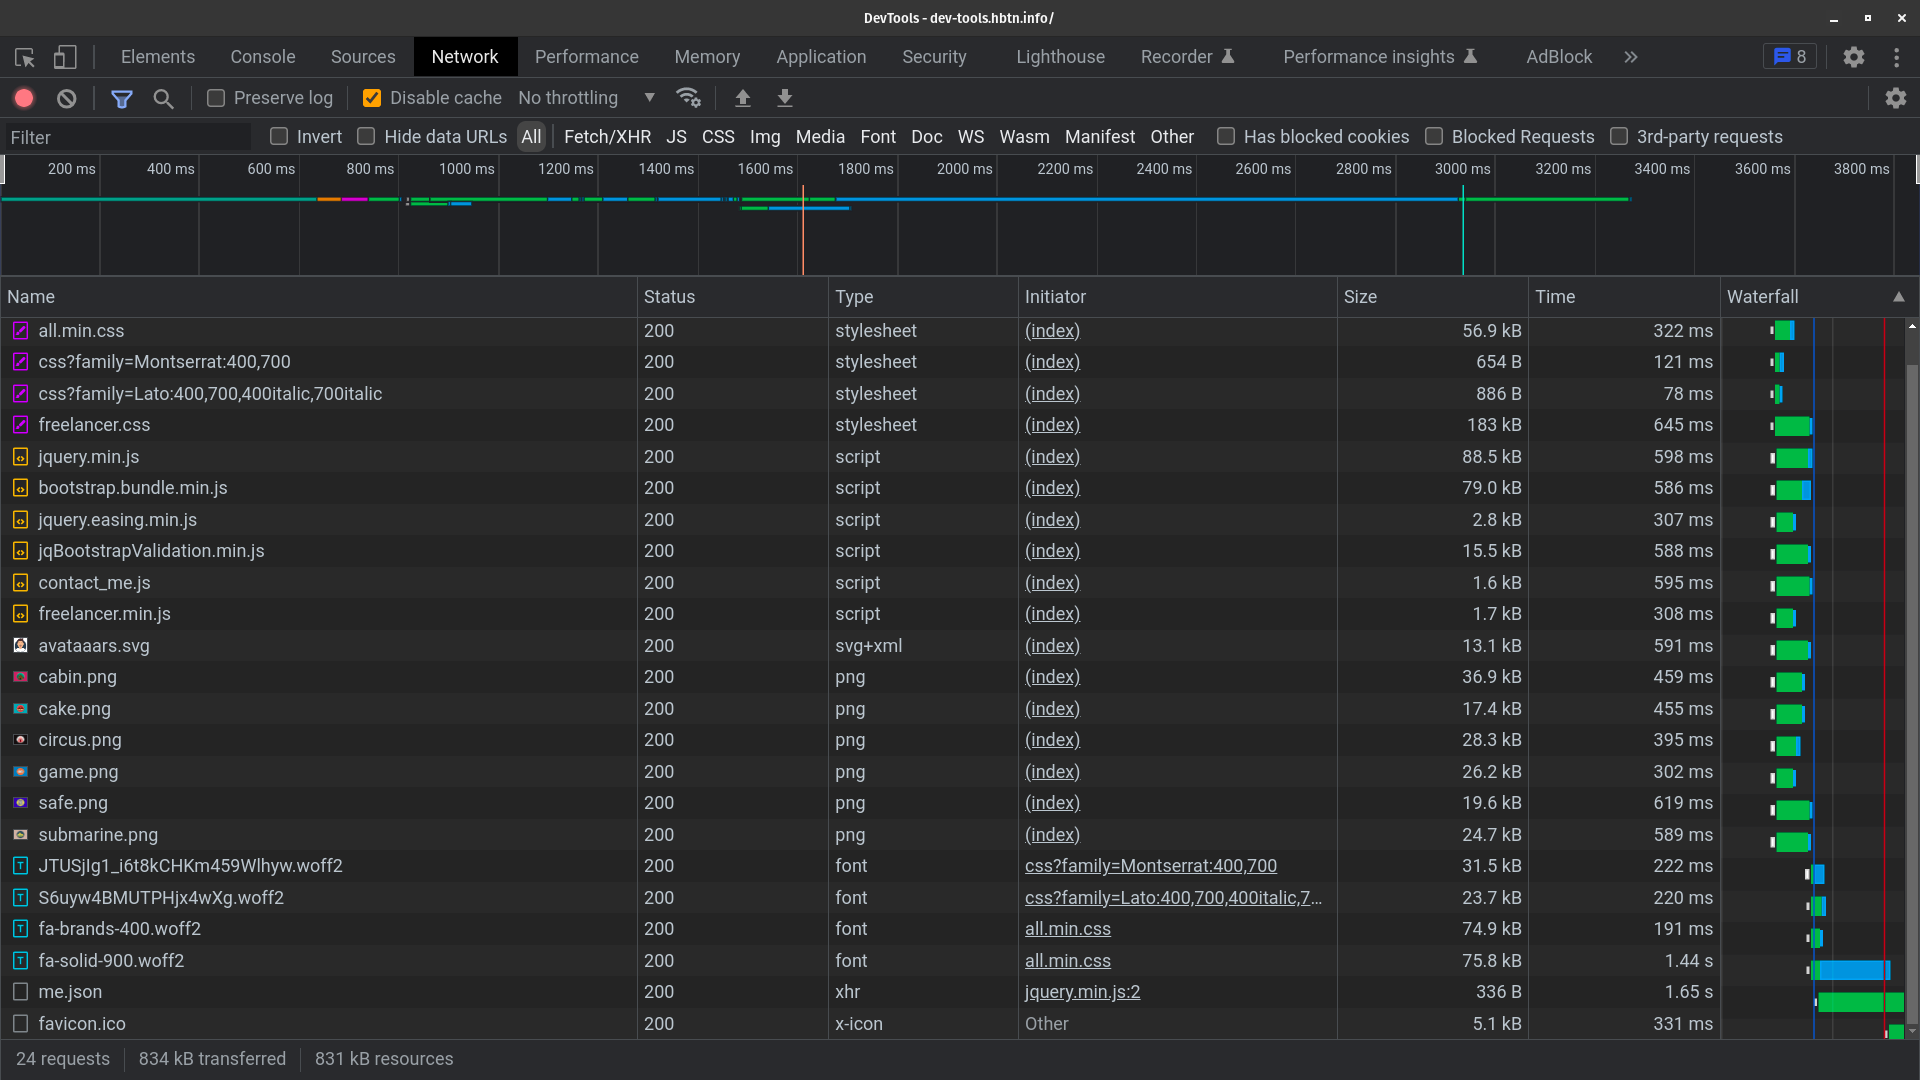 DevTools - dev-tools.hbtn.info/
Elements Console Sources Network Performance Memory Application Security Lighthouse Recorder Performance insights AdBlock 8
Preserve log Disable cache No throttling
Filter Invert Hide data URLs All Fetch/XHR JS CSS Img Media Font Doc WS Wasm Manifest Other Has blocked cookies Blocked Requests 3rd-party requests
200 ms 400 ms 600 ms 800 ms 1000 ms 1200 ms 1400 ms 1600 ms 1800 ms 2000 ms 2200 ms 2400 ms 2600 ms 2800 ms 3000 ms 3200 ms 3400 ms 3600 ms 3800 ms
Name Status Type Initiator Size Time Waterfall
all.min.css 200 stylesheet (index) 56.9 kB 322 ms
css?family=Montserrat:400,700 200 stylesheet (index) 654 B 121 ms
css?family=Lato:400,700,400italic,700italic 200 stylesheet (index) 886 B 78 ms
freelancer.css 200 stylesheet (index) 183 kB 645 ms
jquery.min.js 200 script (index) 88.5 kB 598 ms
bootstrap.bundle.min.js 200 script (index) 79.0 kB 586 ms
jquery.easing.min.js 200 script (index) 2.8 kB 307 ms
jqBootstrapValidation.min.js 200 script (index) 15.5 kB 588 ms
contact_me.js 200 script (index) 1.6 kB 595 ms
freelancer.min.js 200 script (index) 1.7 kB 308 ms
avataaars.svg 200 svg+xml (index) 13.1 kB 591 ms
cabin.png 200 png (index) 36.9 kB 459 ms
cake.png 200 png (index) 17.4 kB 455 ms
circus.png 200 png (index) 28.3 kB 395 ms
game.png 200 png (index) 26.2 kB 302 ms
safe.png 200 png (index) 19.6 kB 619 ms
submarine.png 200 png (index) 24.7 kB 589 ms
JTUSjIg1_i6t8kCHKm459Wlhyw.woff2 200 font css?family=Montserrat:400,700 31.5 kB 222 ms
S6uyw4BMUTPHjx4wXg.woff2 200 font css?family=Lato:400,700,400italic,7... 23.7 kB 220 ms
fa-brands-400.woff2 200 font all.min.css 74.9 kB 191 ms
fa-solid-900.woff2 200 font all.min.css 75.8 kB 1.44 s
me.json 200 xhr jquery.min.js:2 336 B 1.65 s
favicon.ico 200 x-icon Other 5.1 kB 331 ms
24 requests 834 kB transferred 831 kB resources